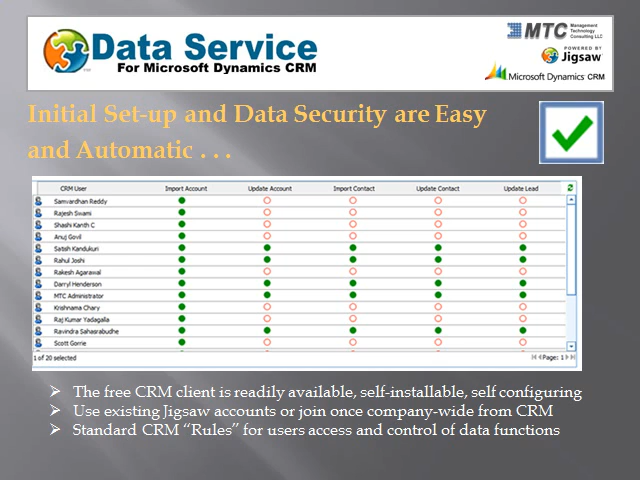 Data Service
For Microsoft Dynamics CRM
MTC Management Technology Consulting LLC
POWERED BY
Jigsaw
Microsoft Dynamics CRM
Initial Set-up and Data Security are Easy
and Automatic . . .
CRM User Import Account Update Account Import Contact Update Contact Update Lead
Samvardhan Reddy
Rajesh Swami
Shashi Kanth C
Anuj Govil
Satish Kandukuri
Rahul Joshi
Rakesh Agarawal
Darryl Henderson
MTC Administrator
Krishnama Chary
Raj Kumar Yadagalla
Ravindra Sahasrabudhe
Scott Gorrie
1 of 20 selected Page: 1
The free CRM client is readily available, self-installable, self configuring
Use existing Jigsaw accounts or join once company-wide from CRM
Standard CRM “Rules” for users access and control of data functions